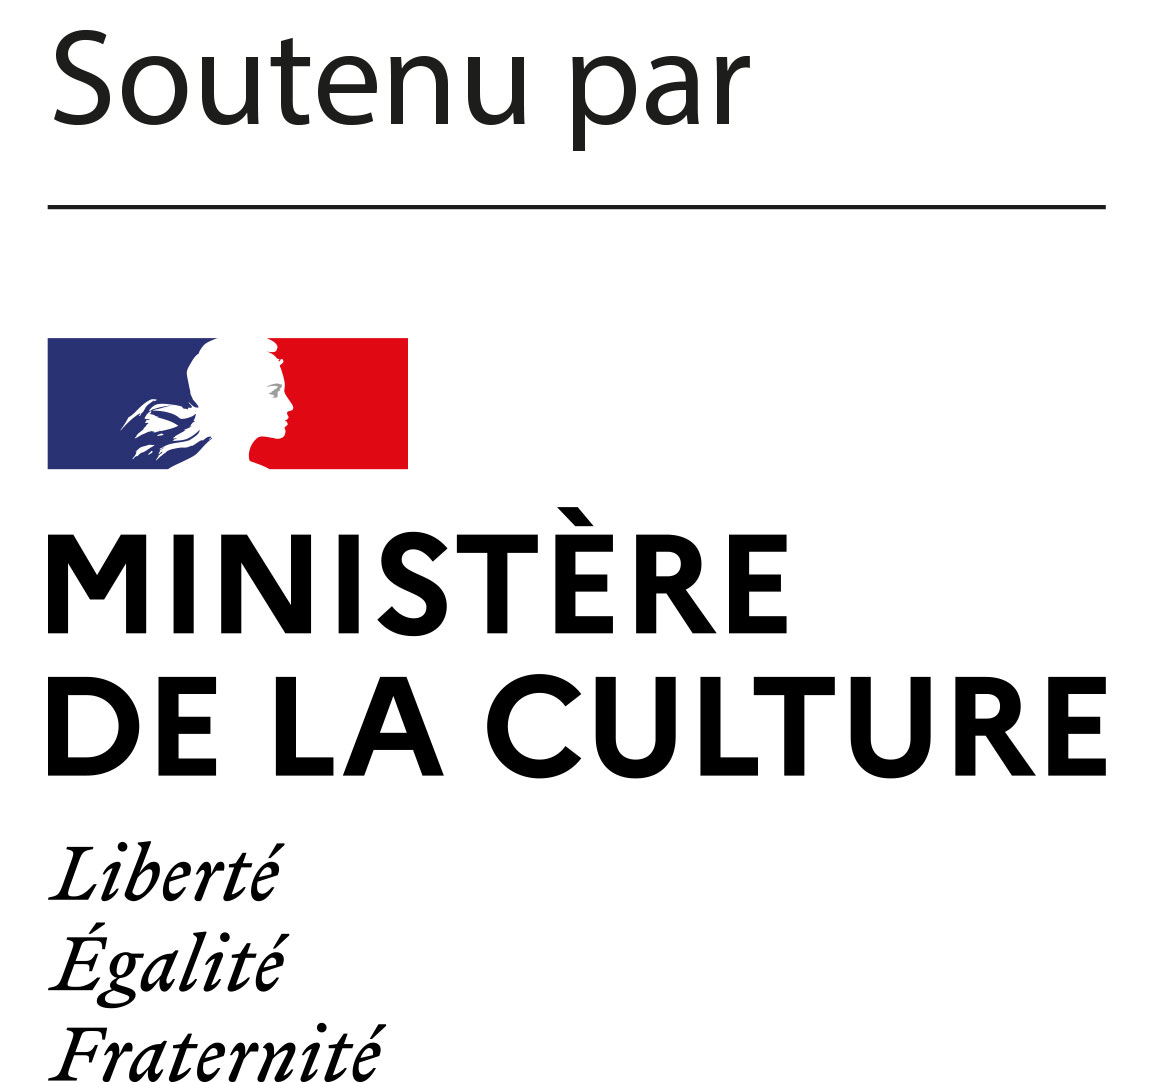 Soutenu par
MINISTÈRE
DE LA CULTURE
Liberté
Égalité
Fraternité